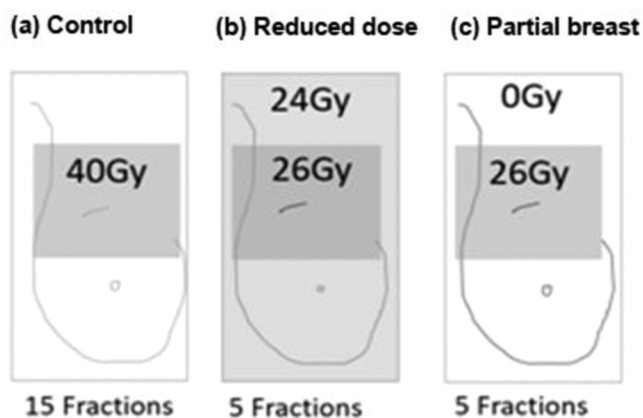 (a) Control
40Gy
15 Fractions
(b) Reduced dose
24Gy
26Gy
5 Fractions
(c) Partial breast
0Gy
26Gy
5 Fractions